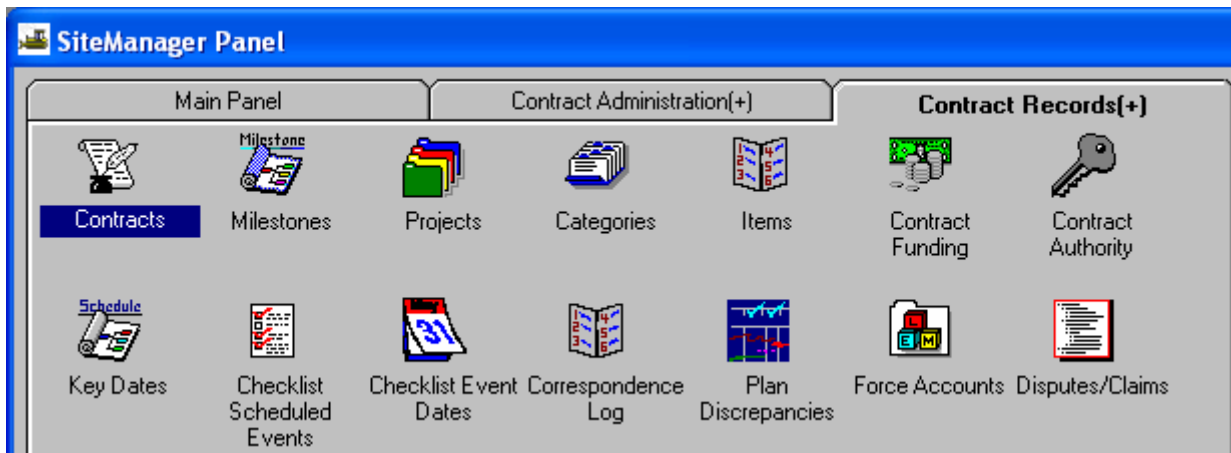 SiteManager Panel
Main Panel
Contract Administration(+)
Contract Records(+)
Milestone
Contracts
Milestones
Projects
Categories
Items
Contract
Funding
Contract
Authority
Schedule
31
L
E M
Key Dates
Checklist
Scheduled
Events
Checklist Event
Dates
Correspondence
Log
Plan
Discrepancies
Force Accounts
Disputes/Claims